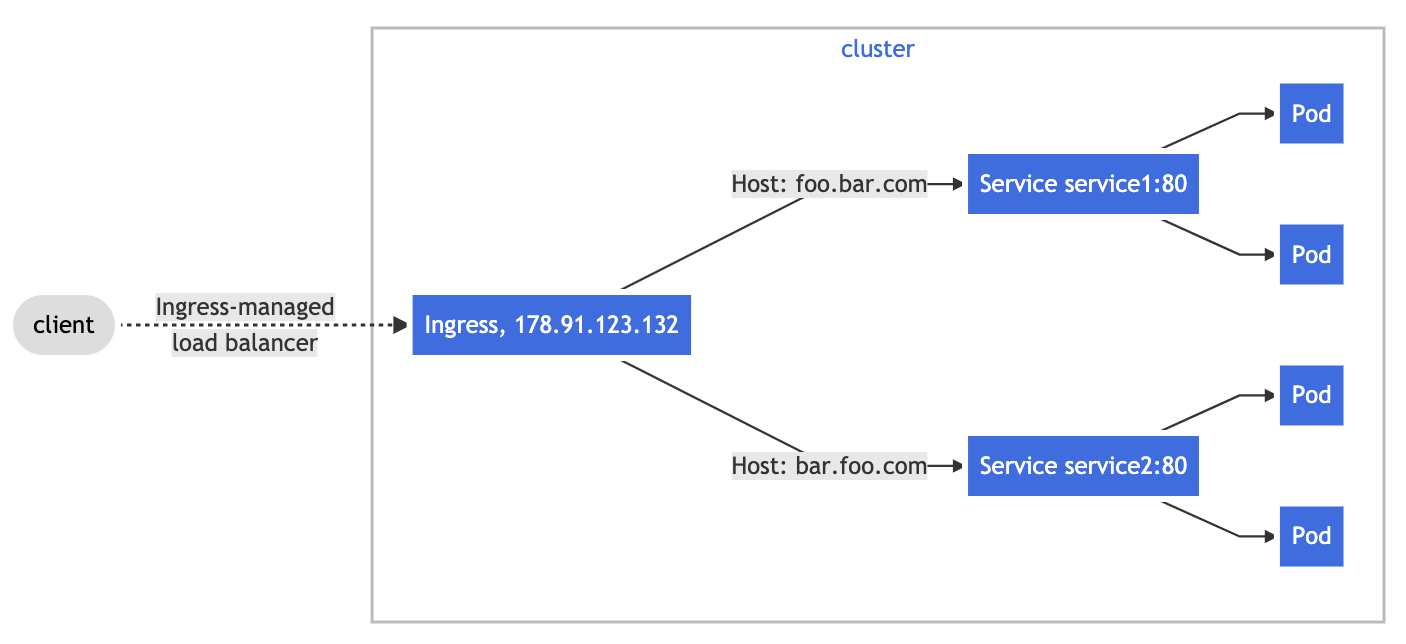 cluster
client
Ingress-managed
load balancer
Ingress, 178.91.123.132
Host: foo.bar.com
Service service1:80
Pod
Pod
Host: bar.foo.com
Service service2:80
Pod
Pod